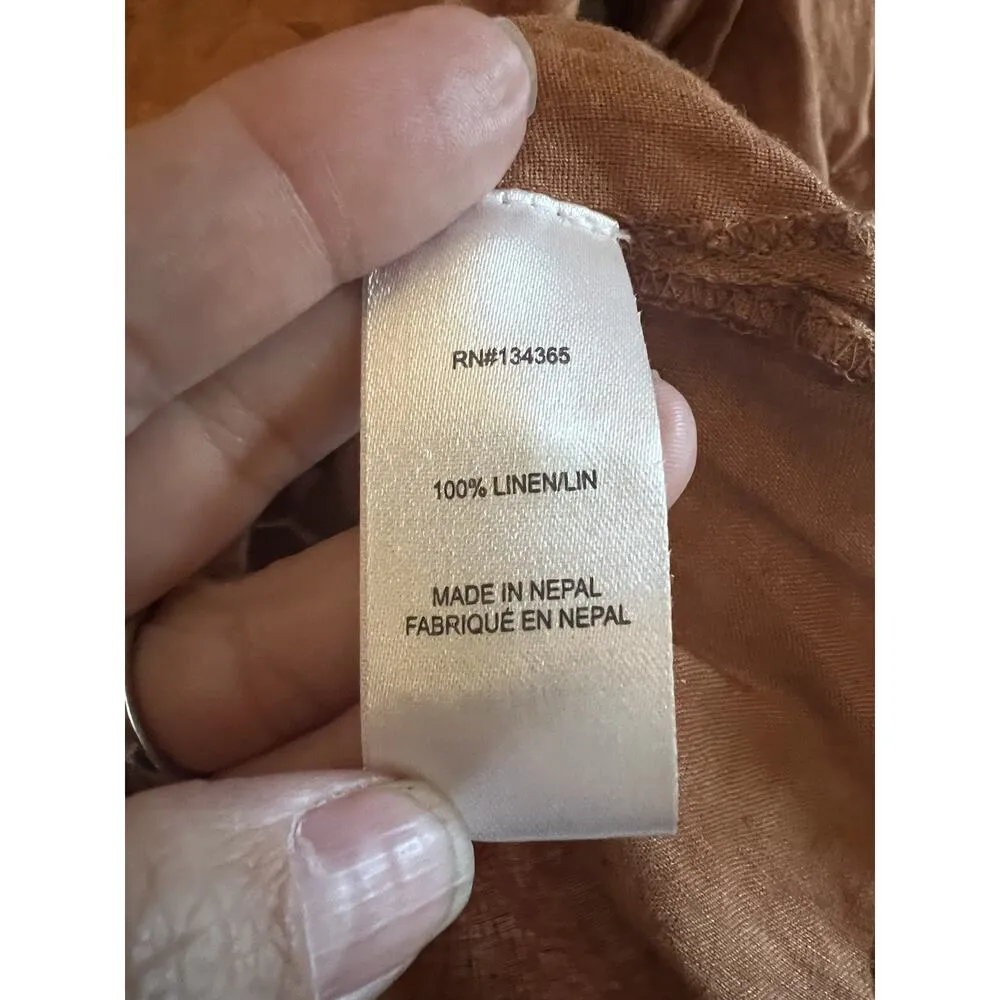 RN#134365
100% LINEN/LIN
MADE IN NEPAL
FABRIQUÉ EN NEPAL